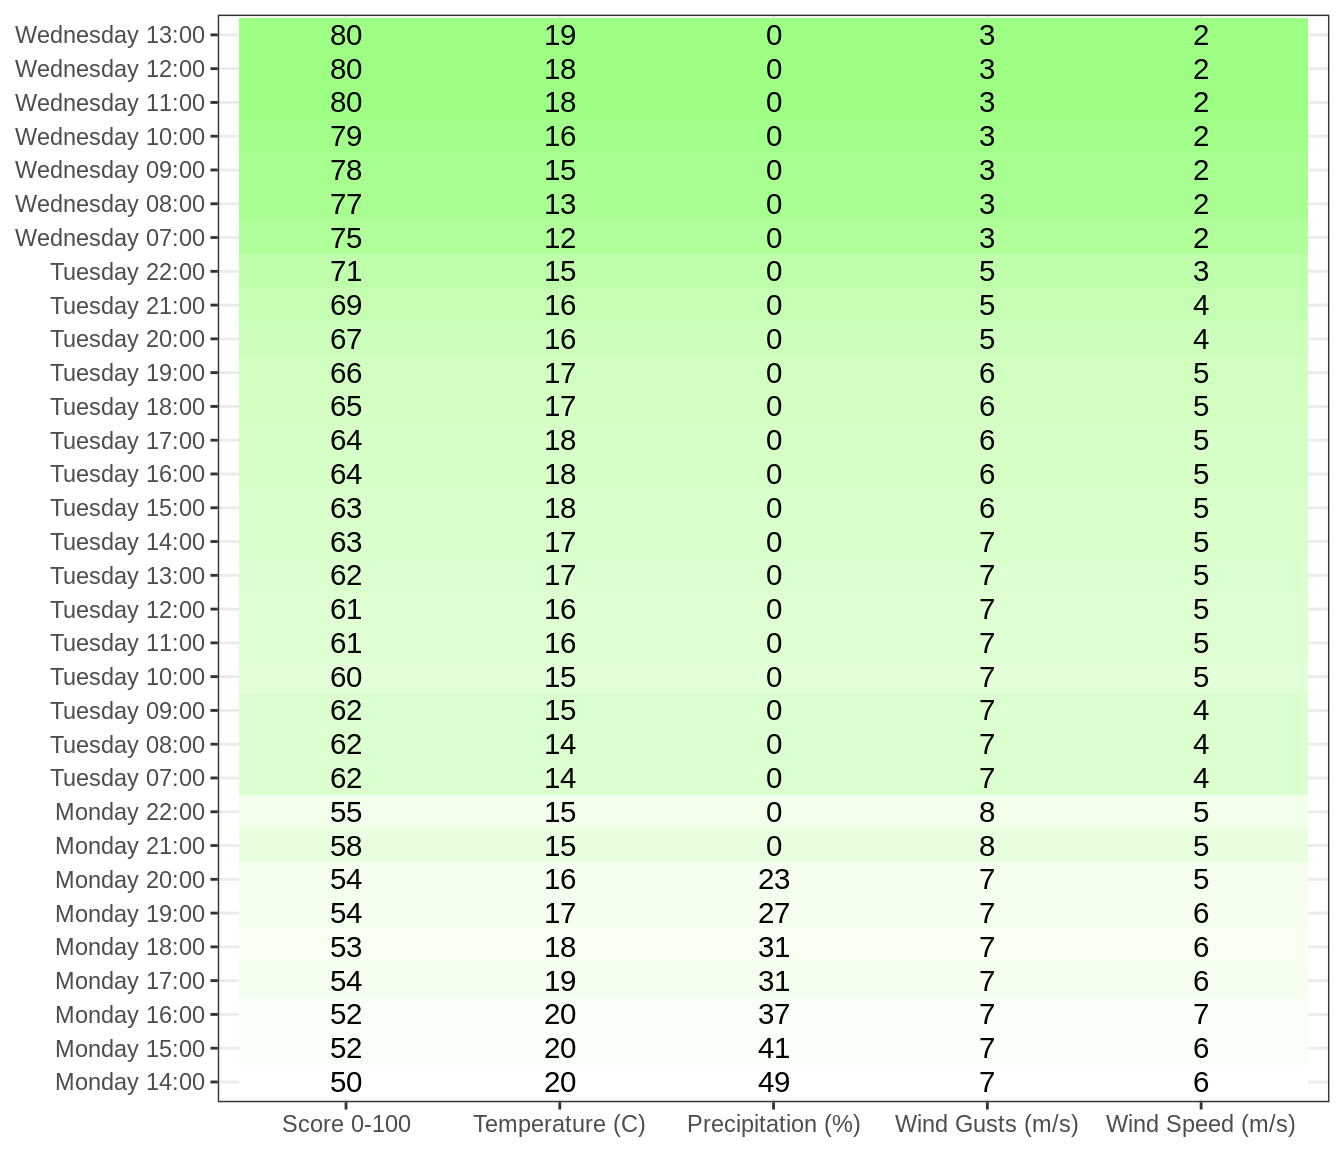 Wednesday 13:00 80 19 0 3 2
Wednesday 12:00 80 18 0 3 2
Wednesday 11:00 80 18 0 3 2
Wednesday 10:00 79 16 0 3 2
Wednesday 09:00 78 15 0 3 2
Wednesday 08:00 77 13 0 3 2
Wednesday 07:00 75 12 0 3 2
Tuesday 22:00 71 15 0 5 3
Tuesday 21:00 69 16 0 5 4
Tuesday 20:00 67 16 0 5 4
Tuesday 19:00 66 17 0 6 5
Tuesday 18:00 65 17 0 6 5
Tuesday 17:00 64 18 0 6 5
Tuesday 16:00 64 18 0 6 5
Tuesday 15:00 63 18 0 6 5
Tuesday 14:00 63 17 0 7 5
Tuesday 13:00 62 17 0 7 5
Tuesday 12:00 61 16 0 7 5
Tuesday 11:00 61 16 0 7 5
Tuesday 10:00 60 15 0 7 5
Tuesday 09:00 62 15 0 7 4
Tuesday 08:00 62 14 0 7 4
Tuesday 07:00 62 14 0 7 4
Monday 22:00 55 15 0 8 5
Monday 21:00 58 15 0 8 5
Monday 20:00 54 16 23 7 5
Monday 19:00 54 17 27 7 6
Monday 18:00 53 18 31 7 6
Monday 17:00 54 19 31 7 6
Monday 16:00 52 20 37 7 7
Monday 15:00 52 20 41 7 6
Monday 14:00 50 20 49 7 6
Score 0-100 Temperature (C) Precipitation (%) Wind Gusts (m/s) Wind Speed (m/s)